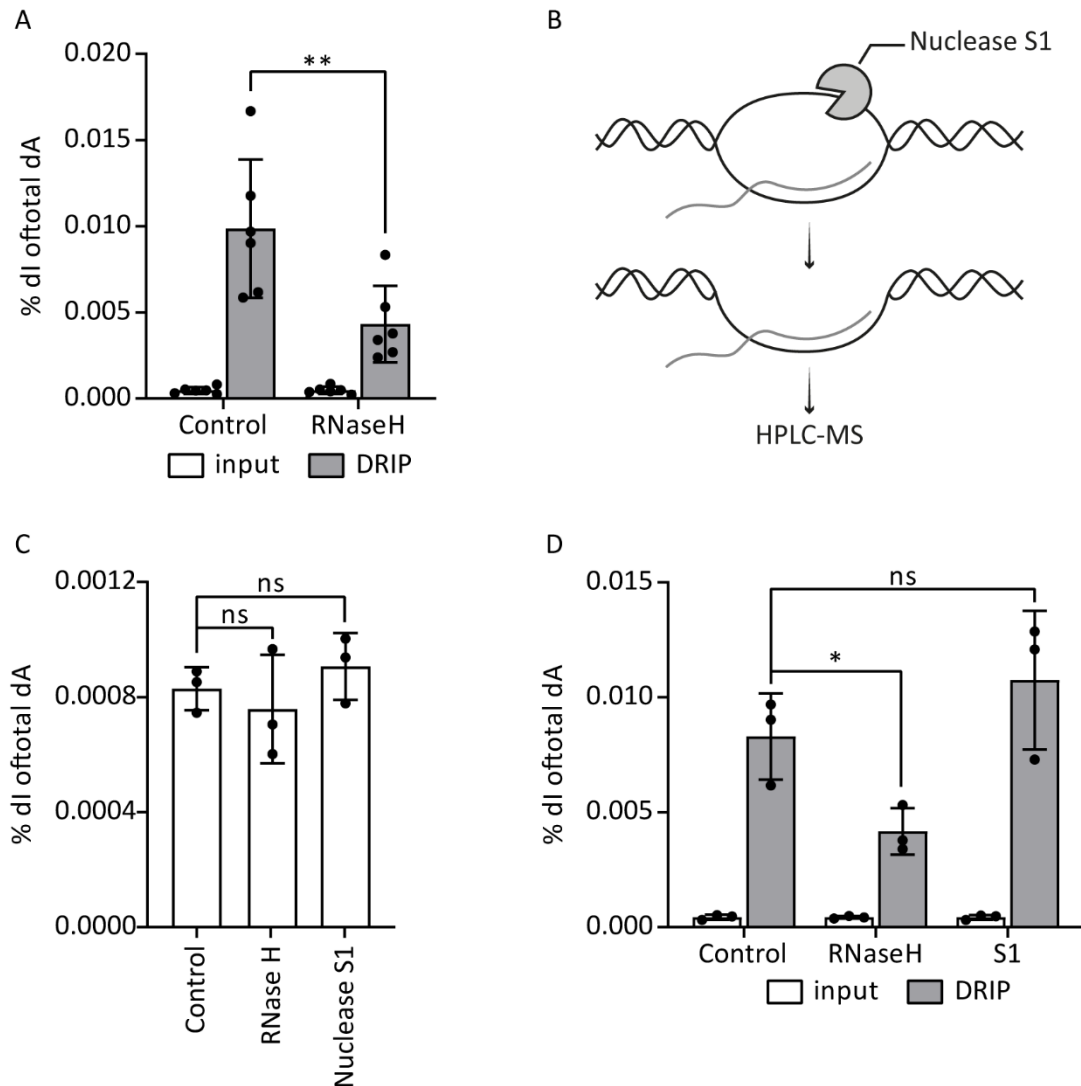 A
% dI oftotal dA
0.020
0.015
0.010
0.005
0.000
**
Control
RNaseH
input
DRIP
B
Nuclease S1
HPLC-MS
C
% dI oftotal dA
0.0012
0.0008
0.0004
0.0000
ns
ns
Control
RNase H
Nuclease S1
D
% dI oftotal dA
0.015
0.010
0.005
0.000
ns
*
Control
RNaseH
S1
input
DRIP